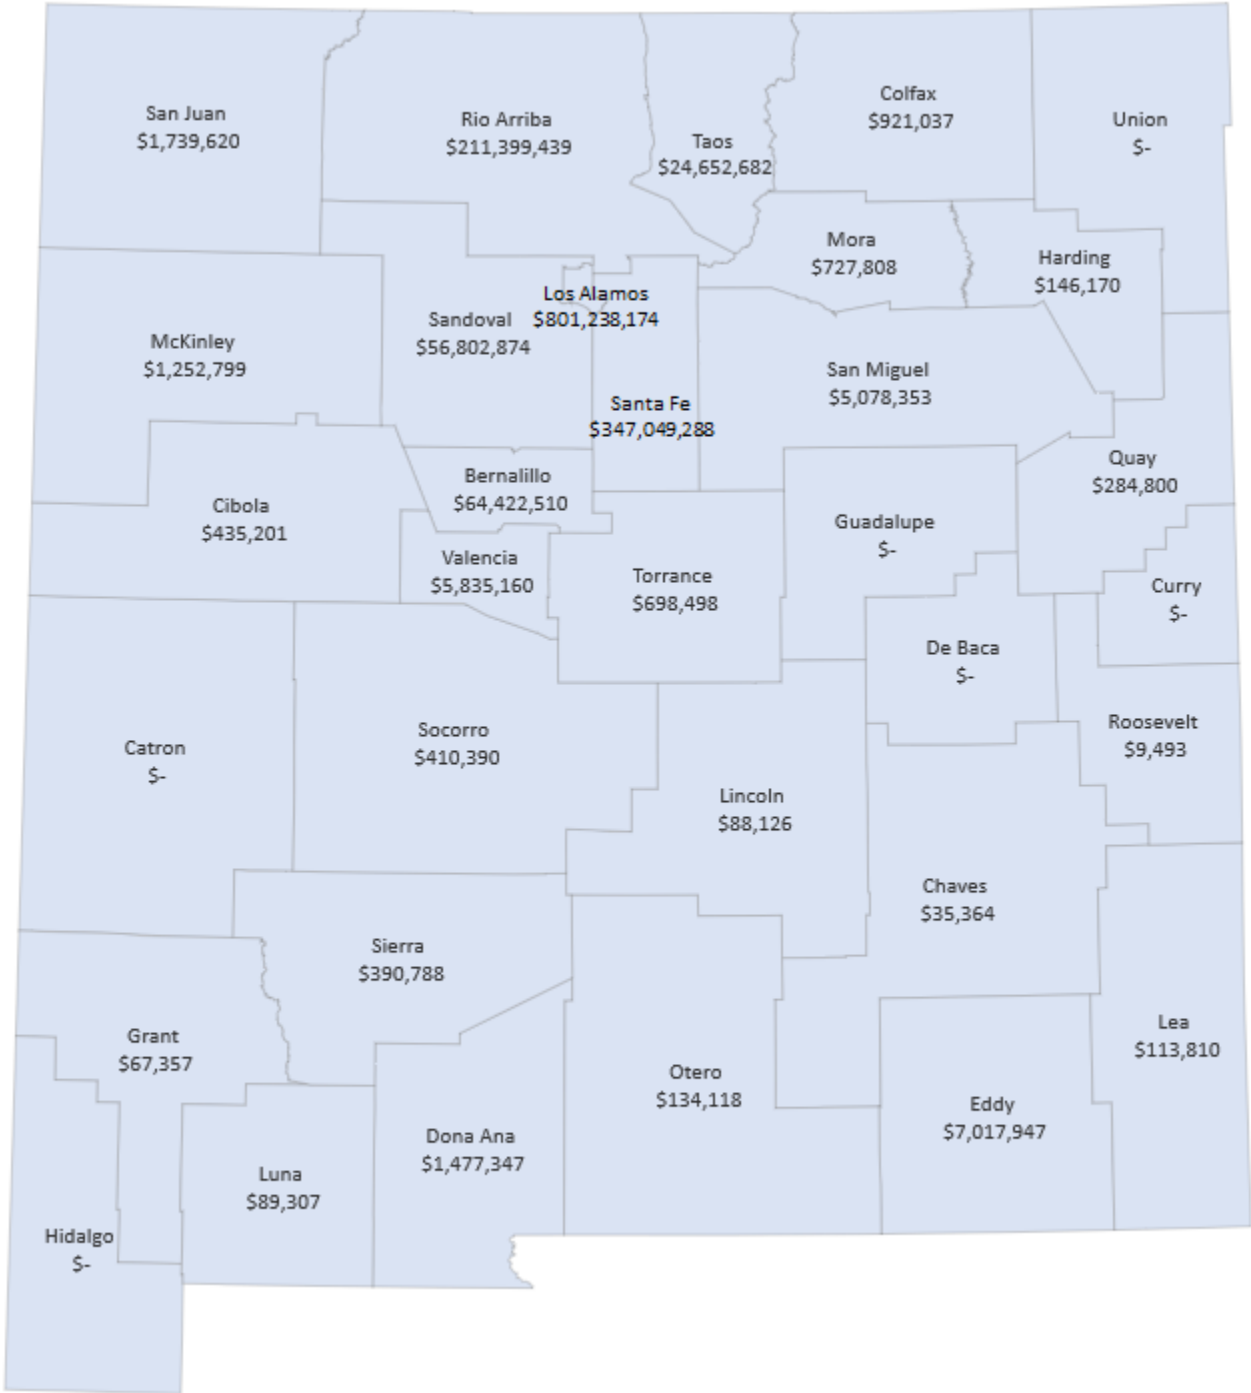 San Juan
$1,739,620
Rio Arriba
$211,399,439
Taos
$24,652,682
Colfax
$921,037
Union
$-
Mora
$727,808
Harding
$146,170
Los Alamos
$801,238,174
Sandoval
$56,802,874
McKinley
$1,252,799
San Miguel
$5,078,353
Santa Fe
$347,049,288
Quay
$284,800
Bernalillo
$64,422,510
Cibola
$435,201
Guadalupe
$-
Valencia
$5,835,160
Torrance
$698,498
Curry
$-
De Baca
$-
Roosevelt
$9,493
Socorro
$410,390
Catron
$-
Lincoln
$88,126
Chaves
$35,364
Sierra
$390,788
Grant
$67,357
Lea
$113,810
Otero
$134,118
Eddy
$7,017,947
Dona Ana
$1,477,347
Luna
$89,307
Hidalgo
$-